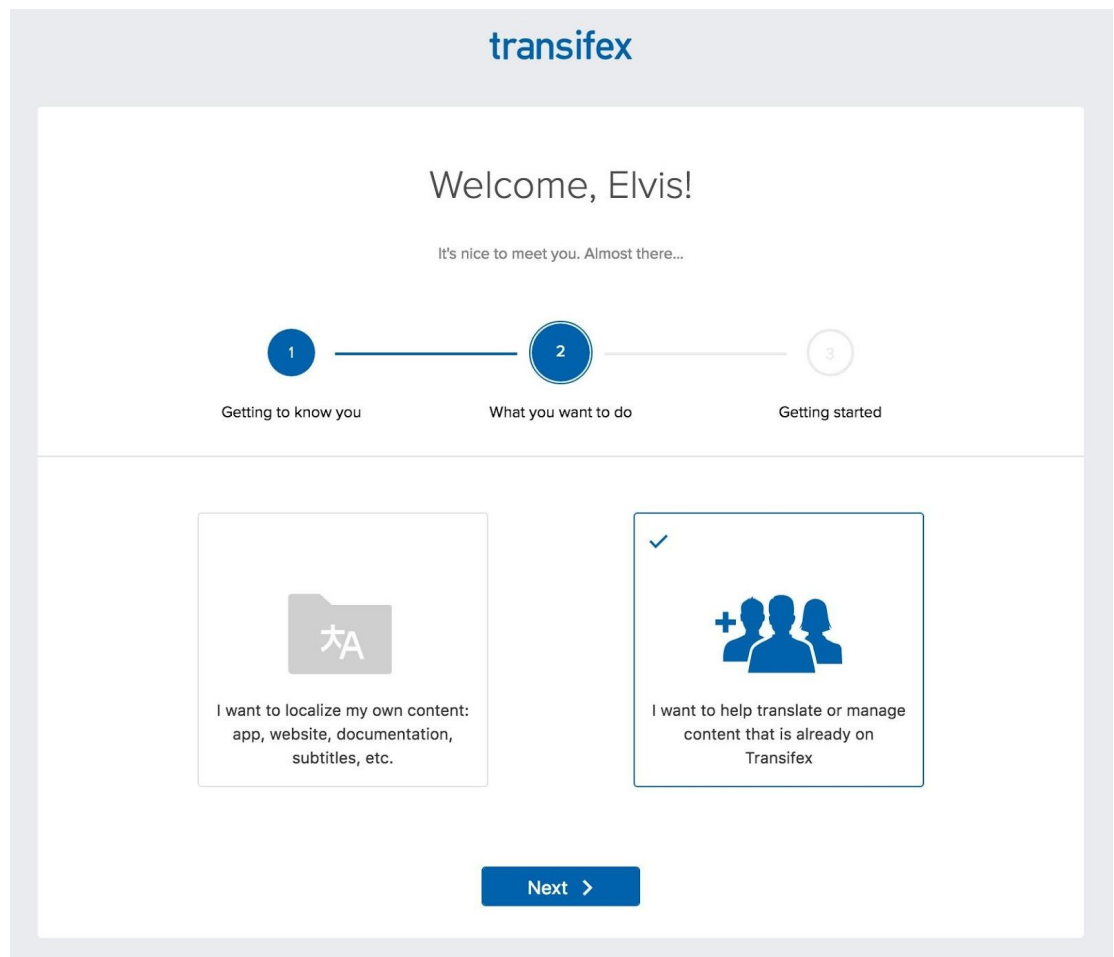 transifex
Welcome, Elvis!
It's nice to meet you. Almost there...
1
2
3
Getting to know you
What you want to do
Getting started
大A
I want to localize my own content:
app, website, documentation,
subtitles, etc.
I want to help translate or manage
content that is already on
Transifex
Next